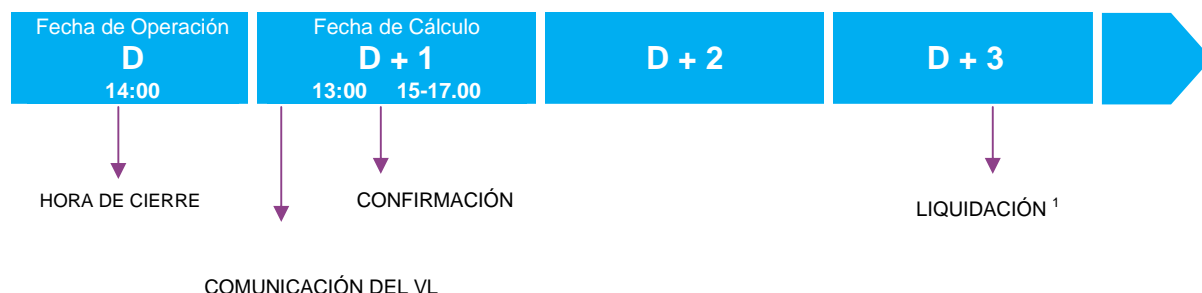 Fecha de Operación
D
14:00
Fecha de Cálculo
D + 1
13:00 15-17.00
D + 2
D + 3
HORA DE CIERRE
CONFIRMACIÓN
LIQUIDACIÓN 1
COMUNICACIÓN DEL VL